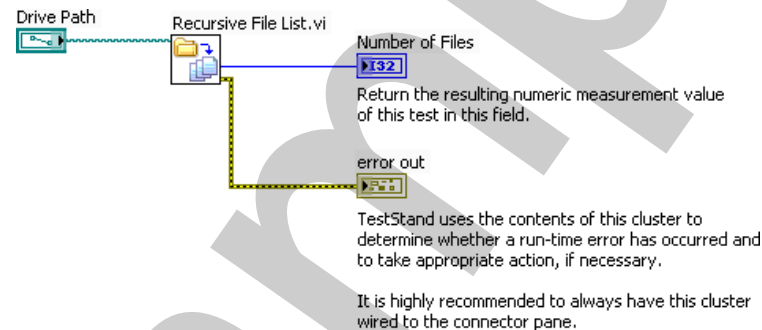 Drive Path
Recursive File List.vi
Number of Files
I32
Return the resulting numeric measurement value
of this test in this field.
error out
TestStand uses the contents of this cluster to
determine whether a run-time error has occurred and
to take appropriate action, if necessary.
It is highly recommended to always have this cluster
wired to the connector pane.